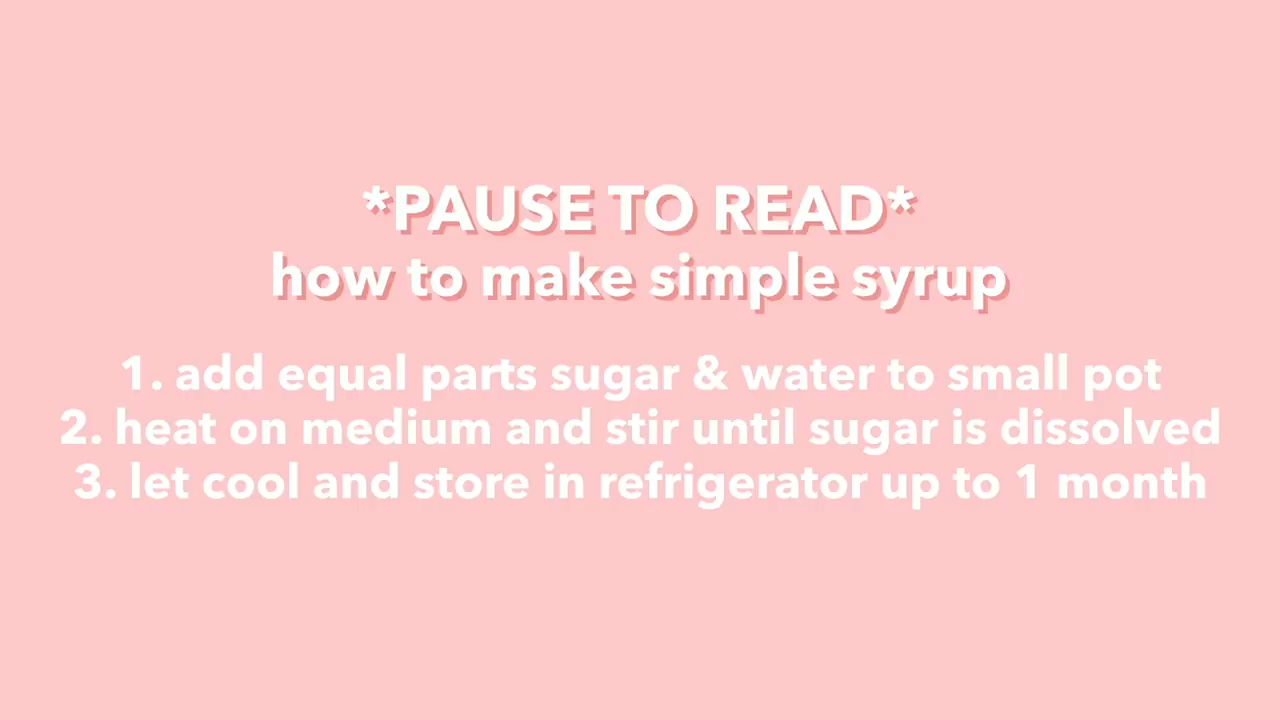 *PAUSE TO READ*
how to make simple syrup
1. add equal parts sugar & water to small pot
2. heat on medium and stir until sugar is dissolved
3. let cool and store in refrigerator up to 1 month